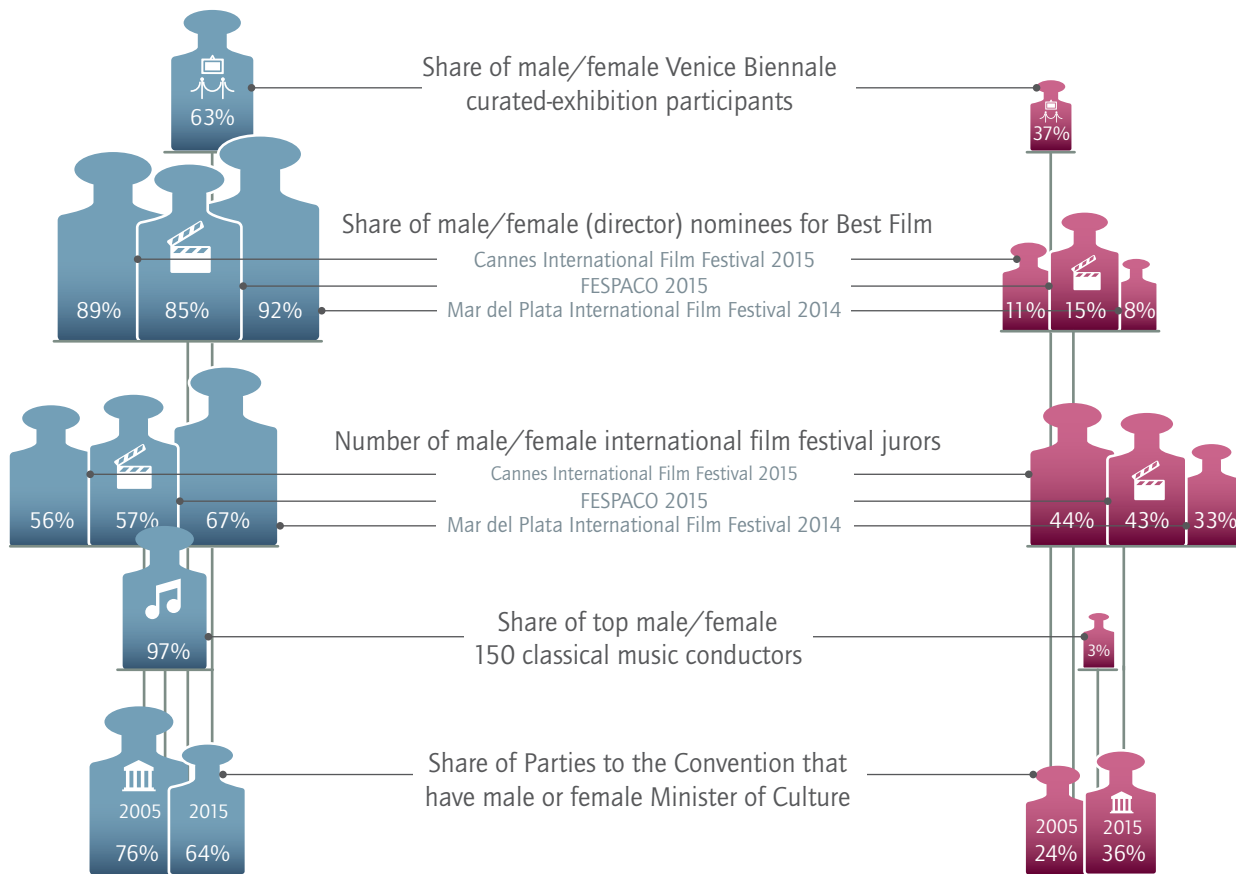 Share of male/female Venice Biennale
curated-exhibition participants
63%
37%
Share of male/female (director) nominees for Best Film
Cannes International Film Festival 2015
FESPACO 2015
Mar del Plata International Film Festival 2014
89%
85%
92%
11%
15%
8%
Number of male/female international film festival jurors
Cannes International Film Festival 2015
FESPACO 2015
Mar del Plata International Film Festival 2014
56%
57%
67%
44%
43%
33%
Share of top male/female
150 classical music conductors
97%
3%
Share of Parties to the Convention that
have male or female Minister of Culture
2005
76%
2015
64%
2005
24%
2015
36%